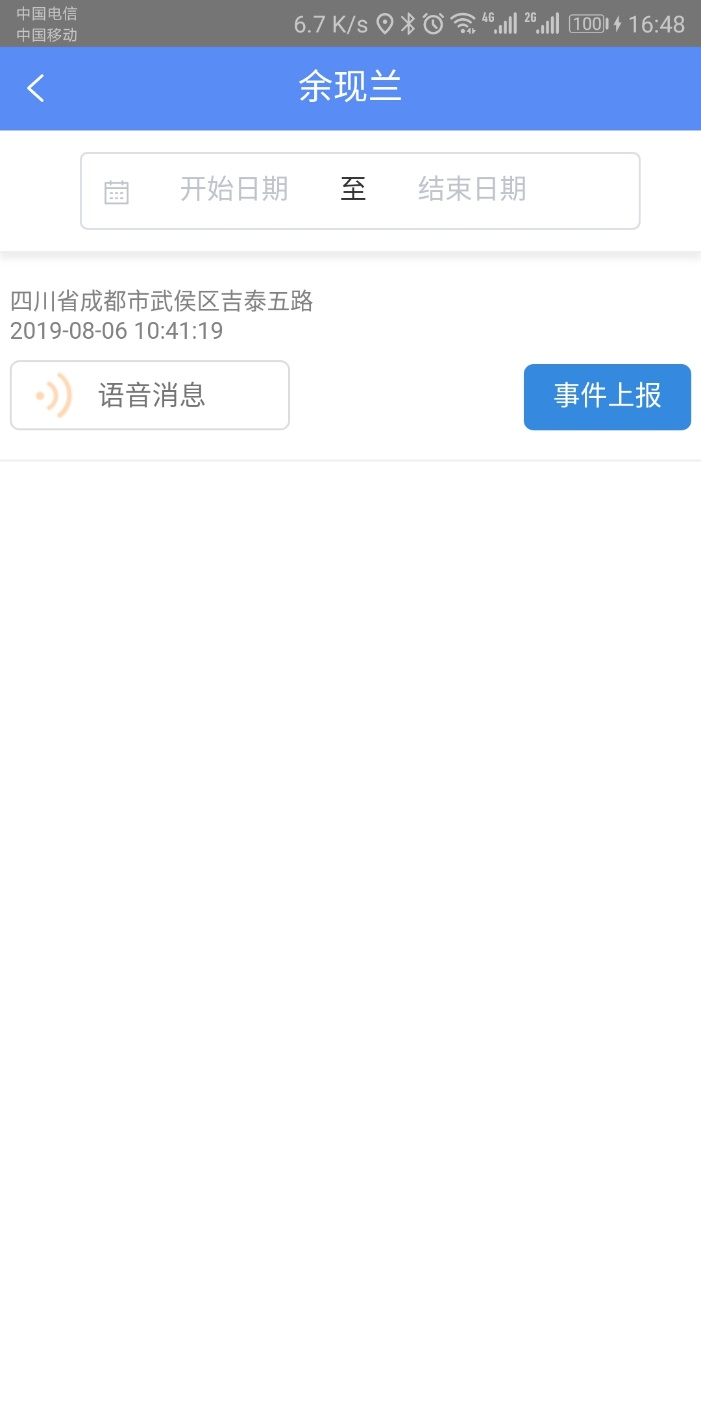 中国电信
中国移动
6.7 K/s 4G 2G 100 16:48
余现兰
开始日期 至 结束日期
四川省成都市武侯区吉泰五路
2019-08-06 10:41:19
语音消息
事件上报